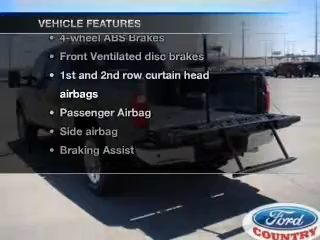 VEHICLE FEATURES
• 4-wheel ABS Brakes
• Front Ventilated disc brakes
• 1st and 2nd row curtain head
airbags
• Passenger Airbag
• Side airbag
• Braking Assist
Ford
COUNTRY